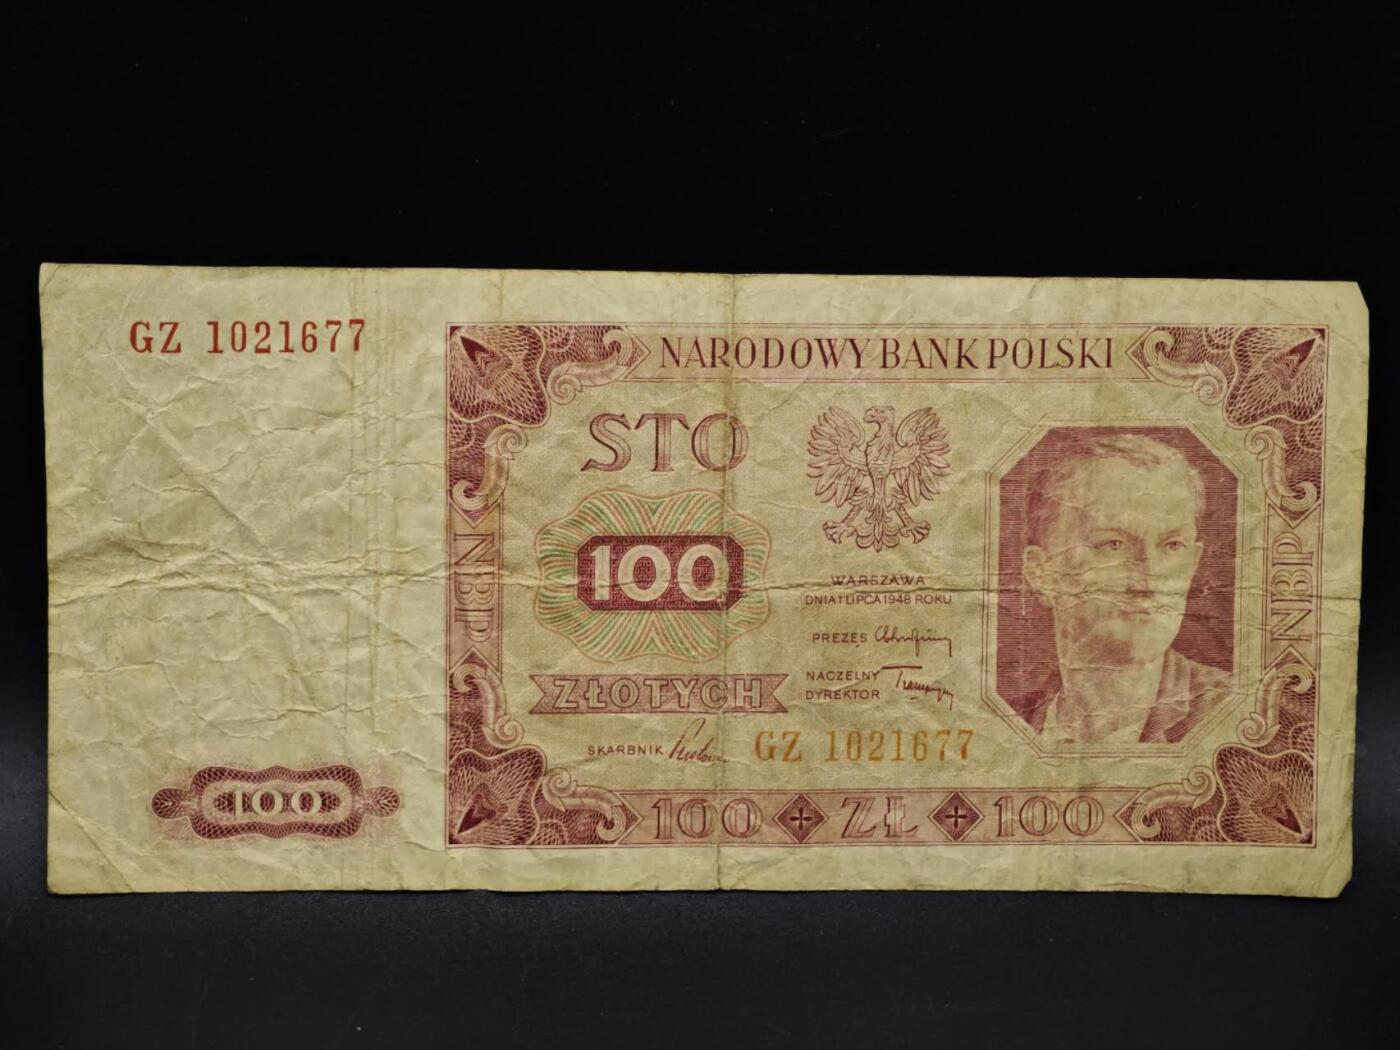 GZ 1021677
NARODOWY BANK POLSKI
STO
100
ZŁOTYCH
WARSZAWA
DNIA 1 LIPCA 1948 ROKU
PREZES
NACZELNY
DYREKTOR
SKARBNIK
GZ 1021677
NBP
NBP
100
100 ZŁ 100